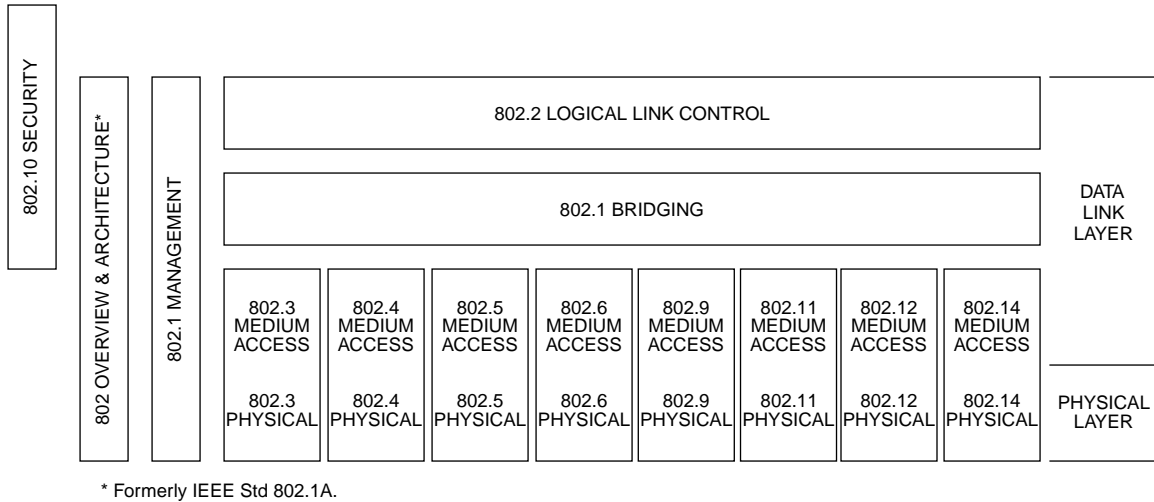 802.10 SECURITY
802 OVERVIEW & ARCHITECTURE*
802.1 MANAGEMENT
802.2 LOGICAL LINK CONTROL
802.1 BRIDGING
DATA
LINK
LAYER
802.3
MEDIUM
ACCESS
802.3
PHYSICAL
802.4
MEDIUM
ACCESS
802.4
PHYSICAL
802.5
MEDIUM
ACCESS
802.5
PHYSICAL
802.6
MEDIUM
ACCESS
802.6
PHYSICAL
802.9
MEDIUM
ACCESS
802.9
PHYSICAL
802.11
MEDIUM
ACCESS
802.11
PHYSICAL
802.12
MEDIUM
ACCESS
802.12
PHYSICAL
802.14
MEDIUM
ACCESS
802.14
PHYSICAL
PHYSICAL
LAYER
* Formerly IEEE Std 802.1A.